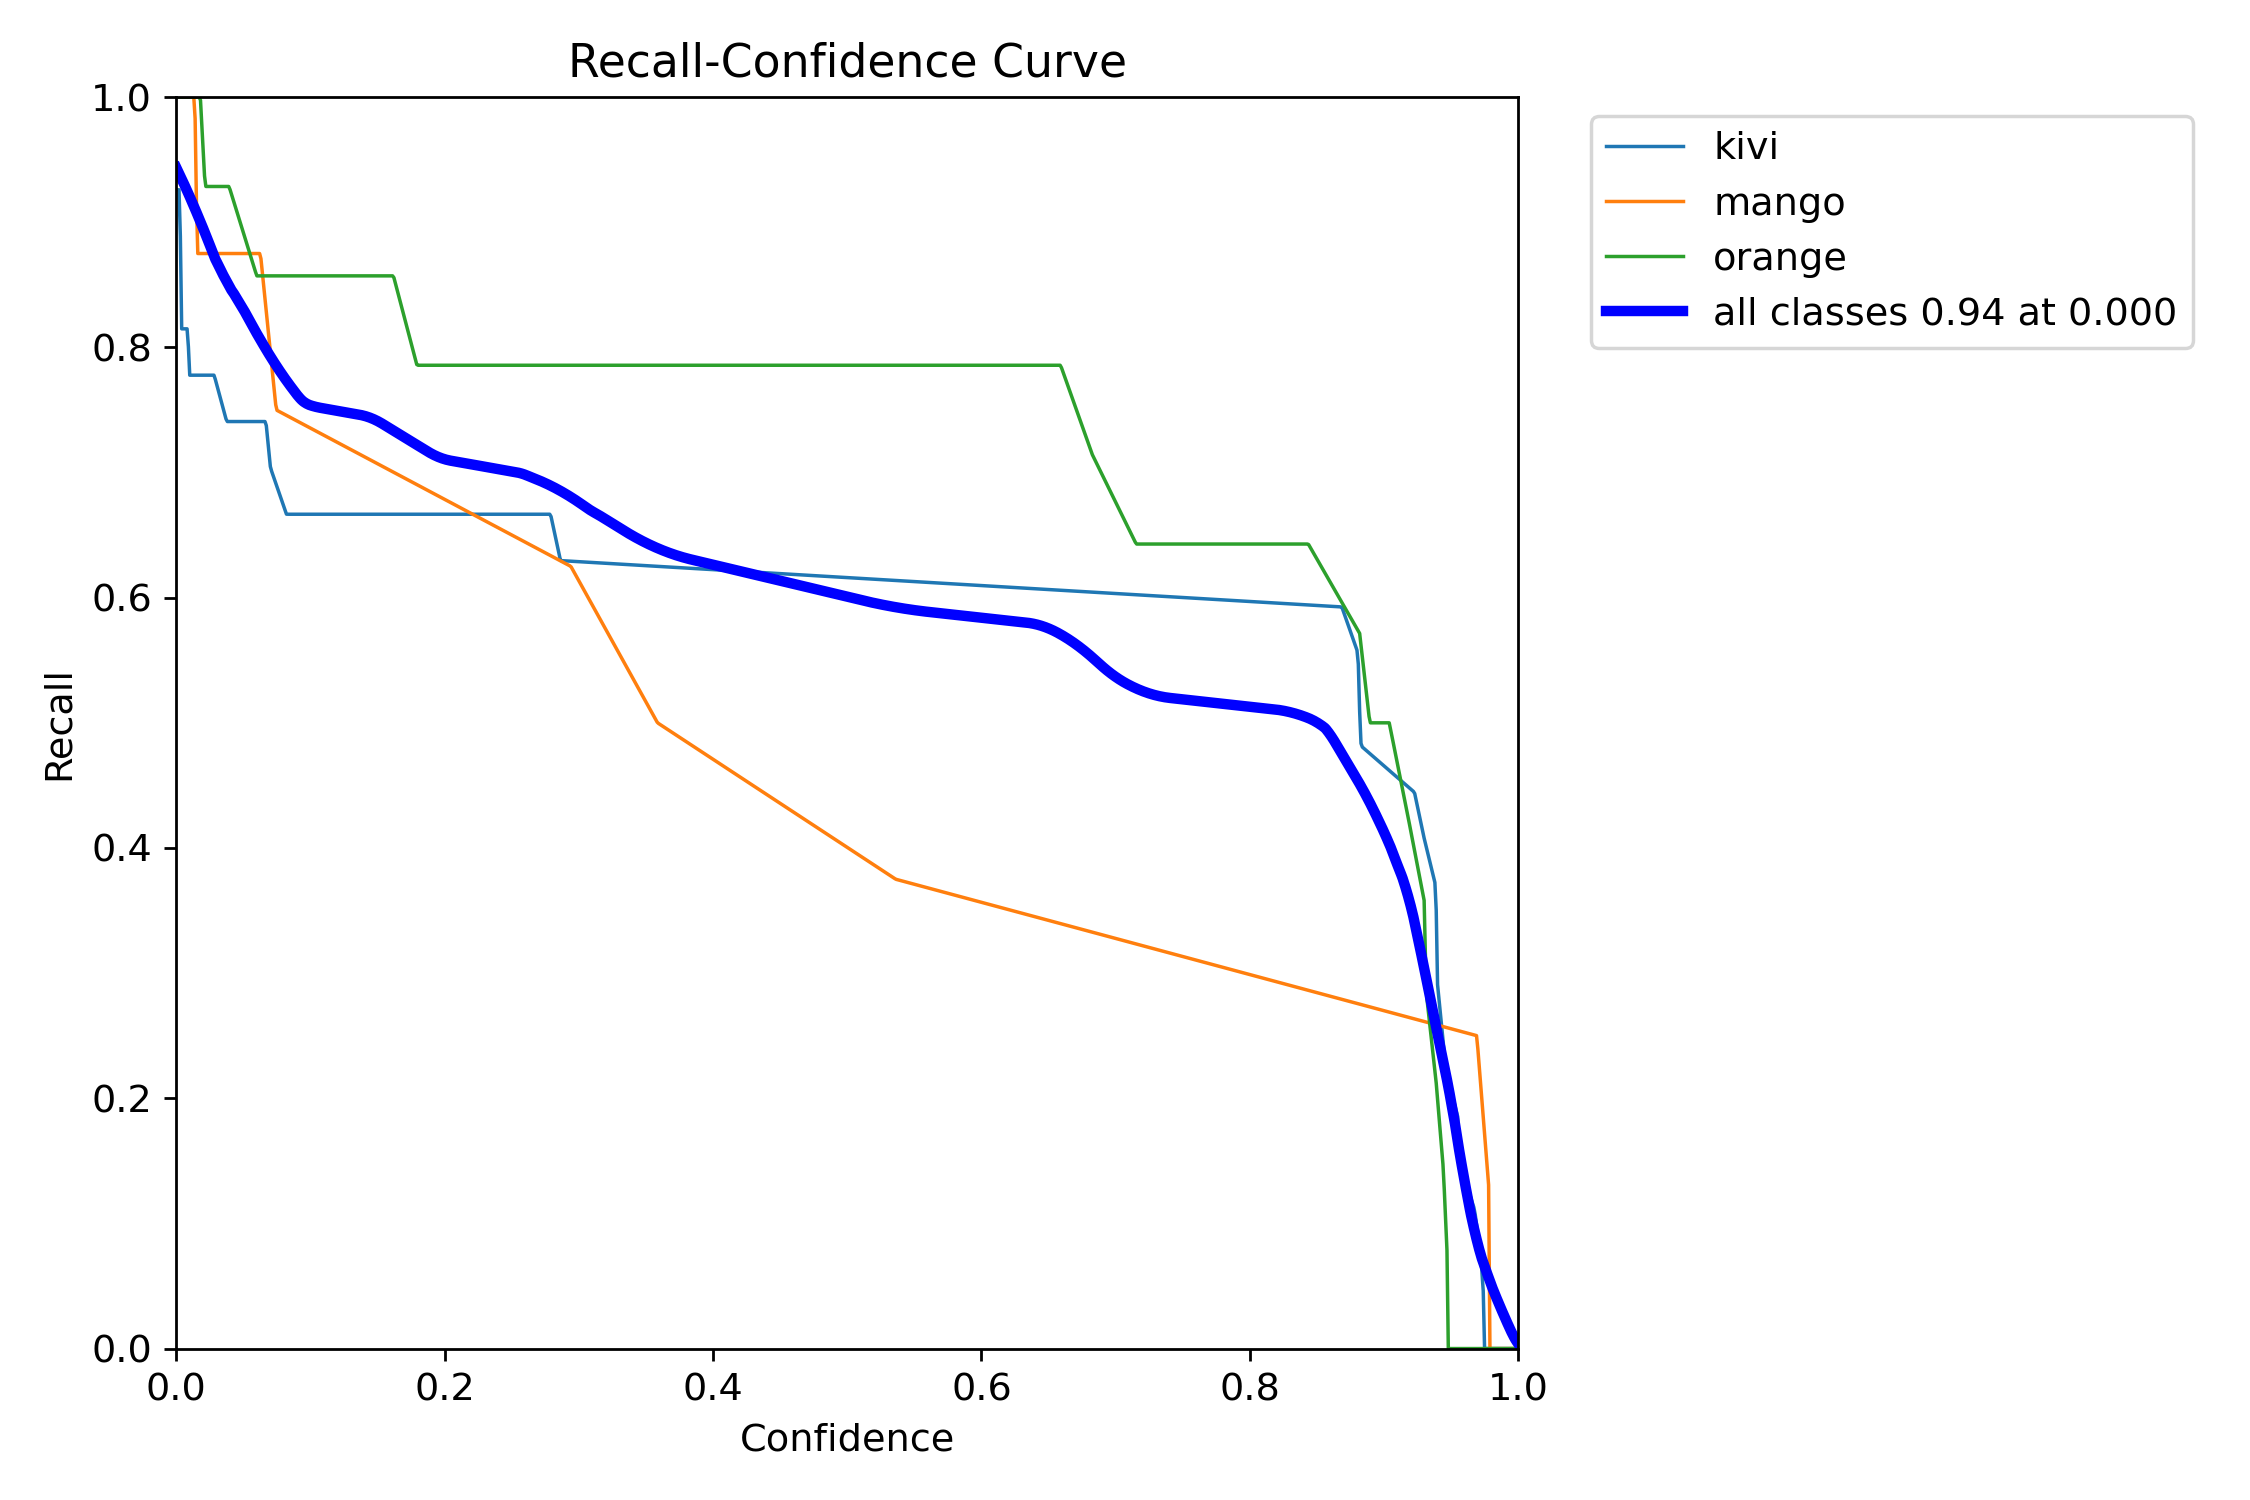 Recall-Confidence Curve
1.0
0.8
0.6
0.4
0.2
0.0
Recall
0.0 0.2 0.4 0.6 0.8 1.0
Confidence
kivi
mango
orange
all classes 0.94 at 0.000